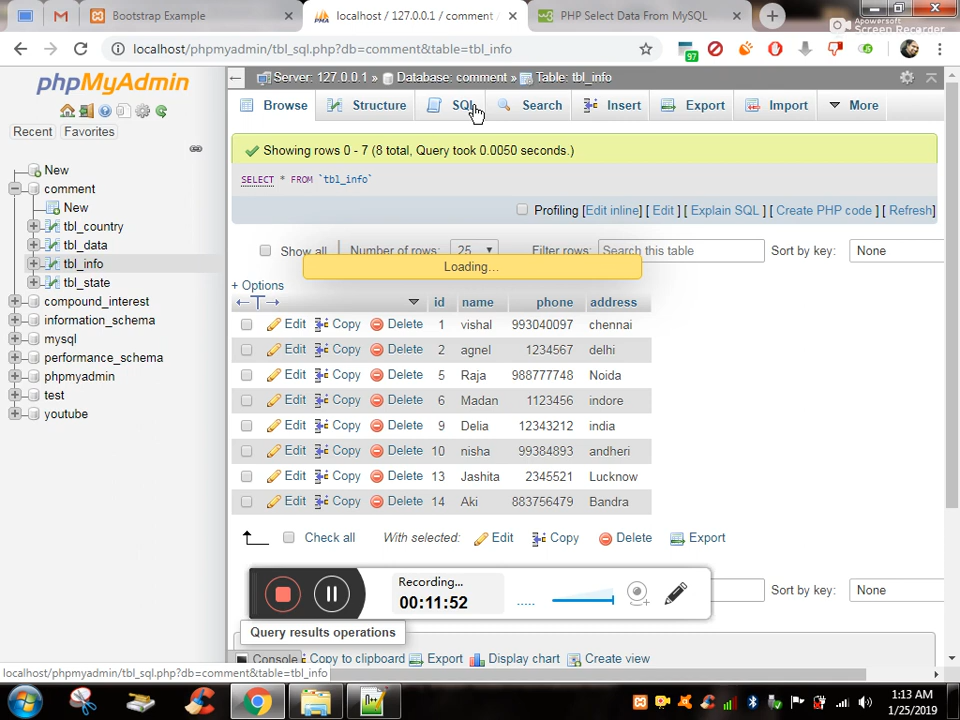 Bootstrap Example
localhost / 127.0.0.1 / comment
PHP Select Data From MySQL
Apowersoft
Screen Recorder
localhost/phpmyadmin/tbl_sql.php?db=comment&table=tbl_info
97
phpMyAdmin
Recent
Favorites
New
comment
New
tbl_country
tbl_data
tbl_info
tbl_state
compound_interest
information_schema
mysql
performance_schema
phpmyadmin
test
youtube
Server: 127.0.0.1 » Database: comment » Table: tbl_info
Browse Structure SQL Search Insert Export Import More
Showing rows 0 - 7 (8 total, Query took 0.0050 seconds.)
SELECT * FROM `tbl_info`
Profiling [Edit inline] [ Edit ] [ Explain SQL ] [ Create PHP code ] [ Refresh]
Show all Number of rows: 25 Filter rows: Search this table Sort by key: None
Loading...
+ Options
id name phone address
Edit Copy Delete 1 vishal 993040097 chennai
Edit Copy Delete 2 agnel 1234567 delhi
Edit Copy Delete 5 Raja 988777748 Noida
Edit Copy Delete 6 Madan 1123456 indore
Edit Copy Delete 9 Delia 12343212 india
Edit Copy Delete 10 nisha 99384893 andheri
Edit Copy Delete 13 Jashita 2345521 Lucknow
Edit Copy Delete 14 Aki 883756479 Bandra
Check all With selected: Edit Copy Delete Export
Recording...
00:11:52
Sort by key: None
Query results operations
Console
Copy to clipboard Export Display chart Create view
localhost/phpmyadmin/tbl_sql.php?db=comment&table=tbl_info
1:13 AM
1/25/2019